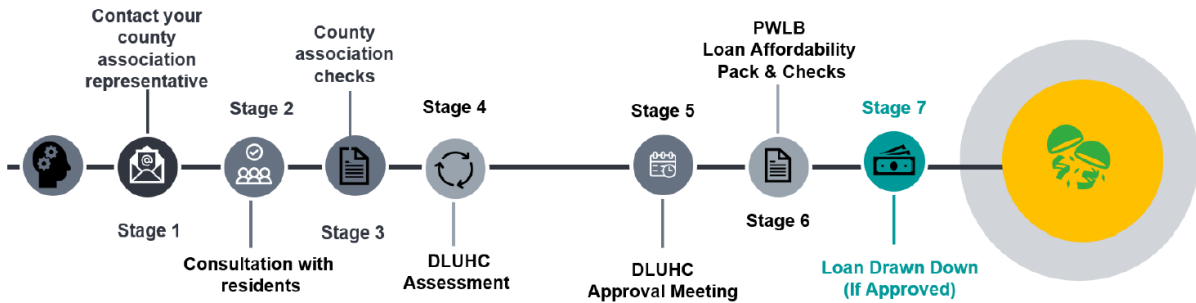 Contact your
county
association
representative
Stage 1
Stage 2
Consultation with
residents
County
association
checks
Stage 3
Stage 4
DLUHC
Assessment
Stage 5
DLUHC
Approval Meeting
PWLB
Loan Affordability
Pack & Checks
Stage 6
Stage 7
Loan Drawn Down
(If Approved)
@